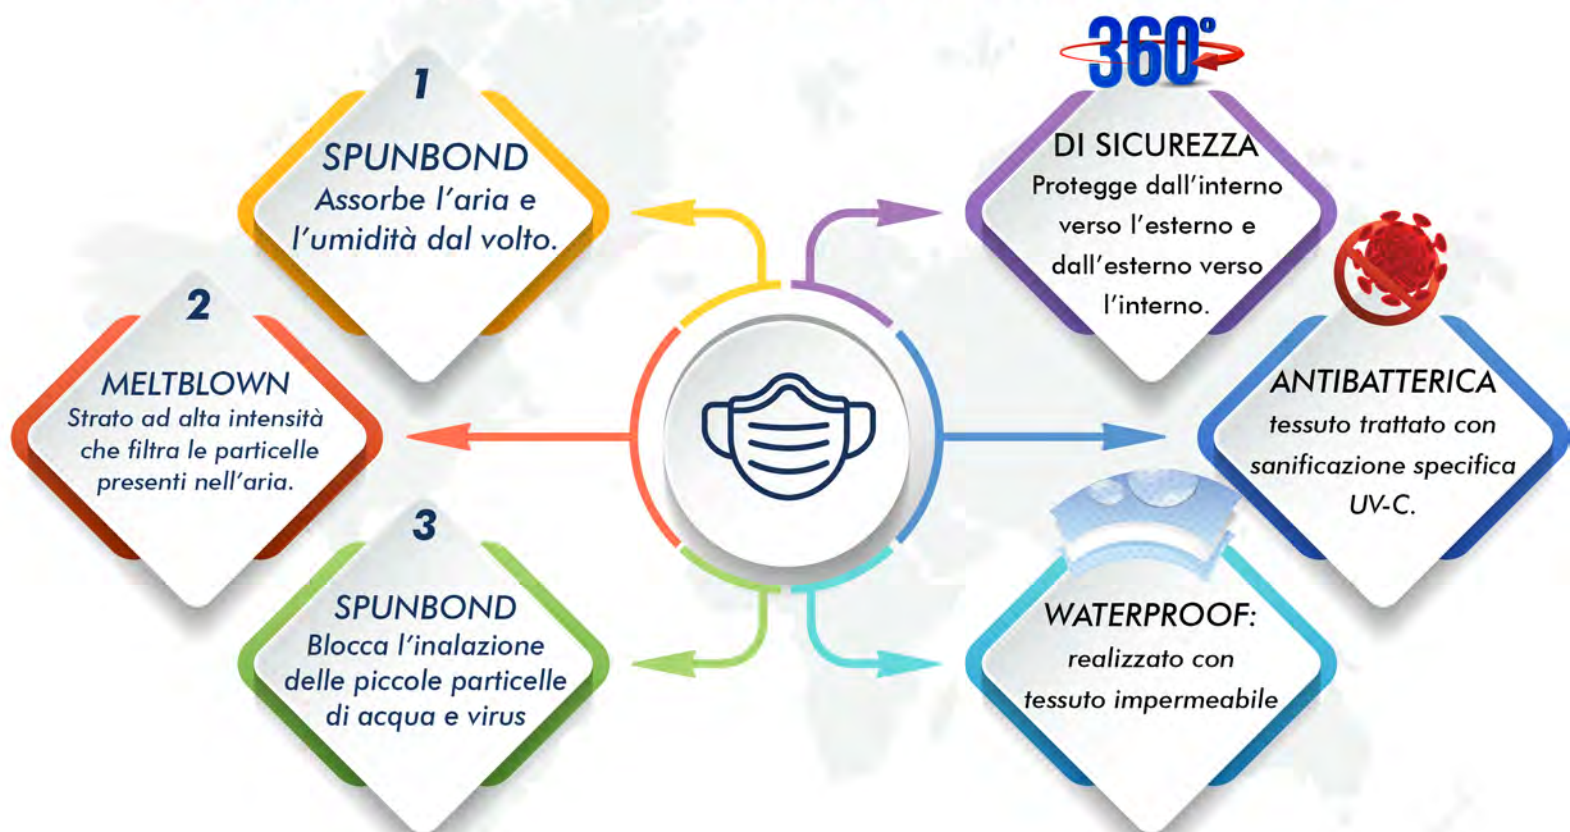 1
SPUNBOND
Assorbe l'aria e
l'umidità dal volto.
2
MELTBLOWN
Strato ad alta intensità
che filtra le particelle
presenti nell'aria.
3
SPUNBOND
Blocca l'inalazione
delle piccole particelle
di acqua e virus
360°
DI SICUREZZA
Protegge dall'interno
verso l'esterno e
dall'esterno verso
l'interno.
ANTIBATTERICA
tessuto trattato con
sanificazione specifica
UV-C.
WATERPROOF:
realizzato con
tessuto impermeabile